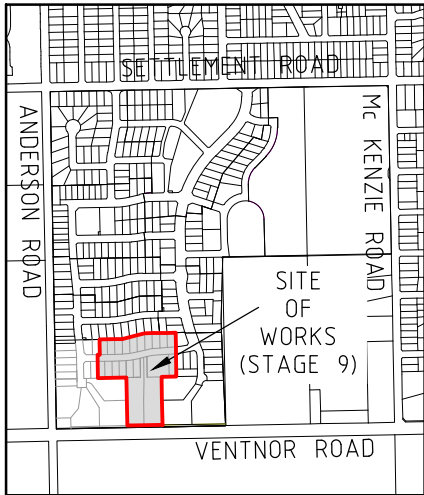 SETTLEMENT ROAD
ANDERSON ROAD
Mc KENZIE ROAD
SITE
OF
WORKS
(STAGE 9)
VENTNOR ROAD